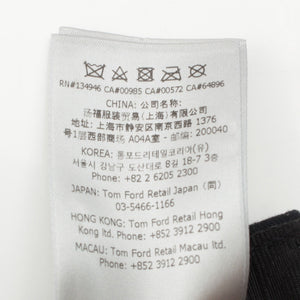 RN#134946 CA#00985 CA#00572 CA#64896
CHINA: 公司名称:
汤福服装贸易(上海)有限公司
地址: 上海市静安区南京西路 1376
号1层西部商场 A04A室 - 邮编: 200040
KOREA: 톰포드리테일코리아(유)
서울시 강남구 도산대로 8길 18-7 3층
Phone: +82 2 6205 2300
JAPAN: Tom Ford Retail Japan (同)
03-5466-1166
HONG KONG: Tom Ford Retail Hong
Kong ltd. Phone: +852 3912 2900
MACAU: Tom Ford Retail Macau ltd.
Phone: +853 3912 2900